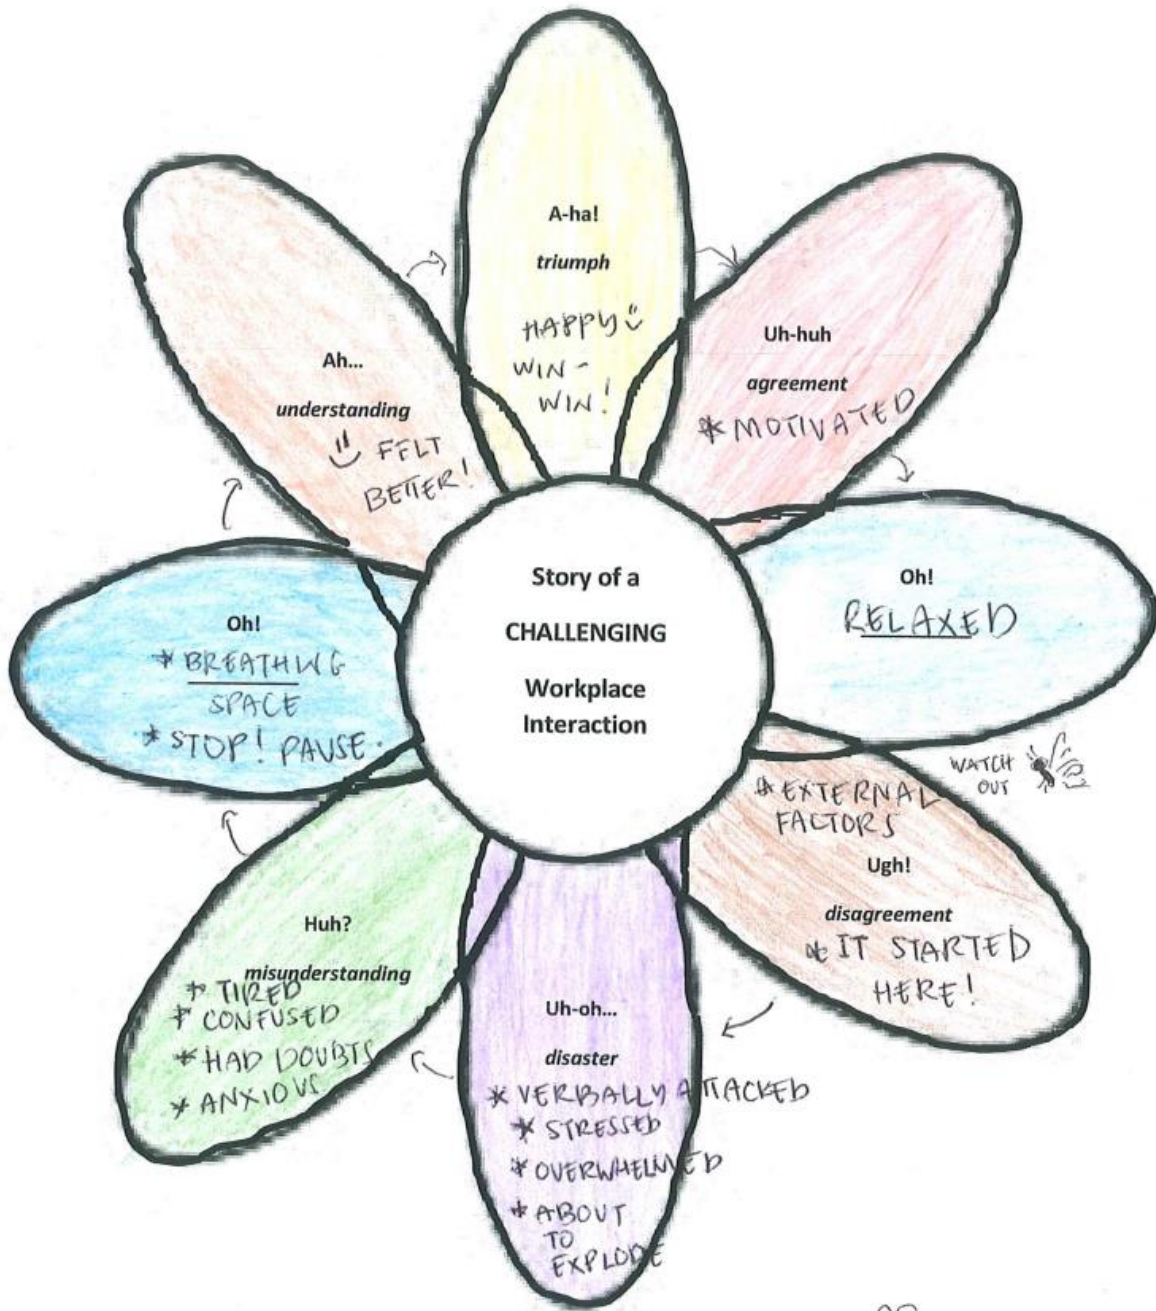 A-ha!
triumph
HAPPY
WIN -
WIN!
Uh-huh
agreement
* MOTIVATED
Oh!
RELAXED
WATCH
OUT
* EXTERNAL
FACTORS
Ugh!
disagreement
* IT STARTED
HERE!
Uh-oh...
disaster
* VERBALLY ATTACKED
* STRESSED
* OVERWHELMED
* ABOUT
TO
EXPLODE
Huh?
misunderstanding
* TIRED
* CONFUSED
* HAD DOUBTS
* ANXIOUS
Oh!
* BREATHING
SPACE
* STOP! PAUSE.
Ah...
understanding
FELT
BETTER!
Story of a
CHALLENGING
Workplace
Interaction